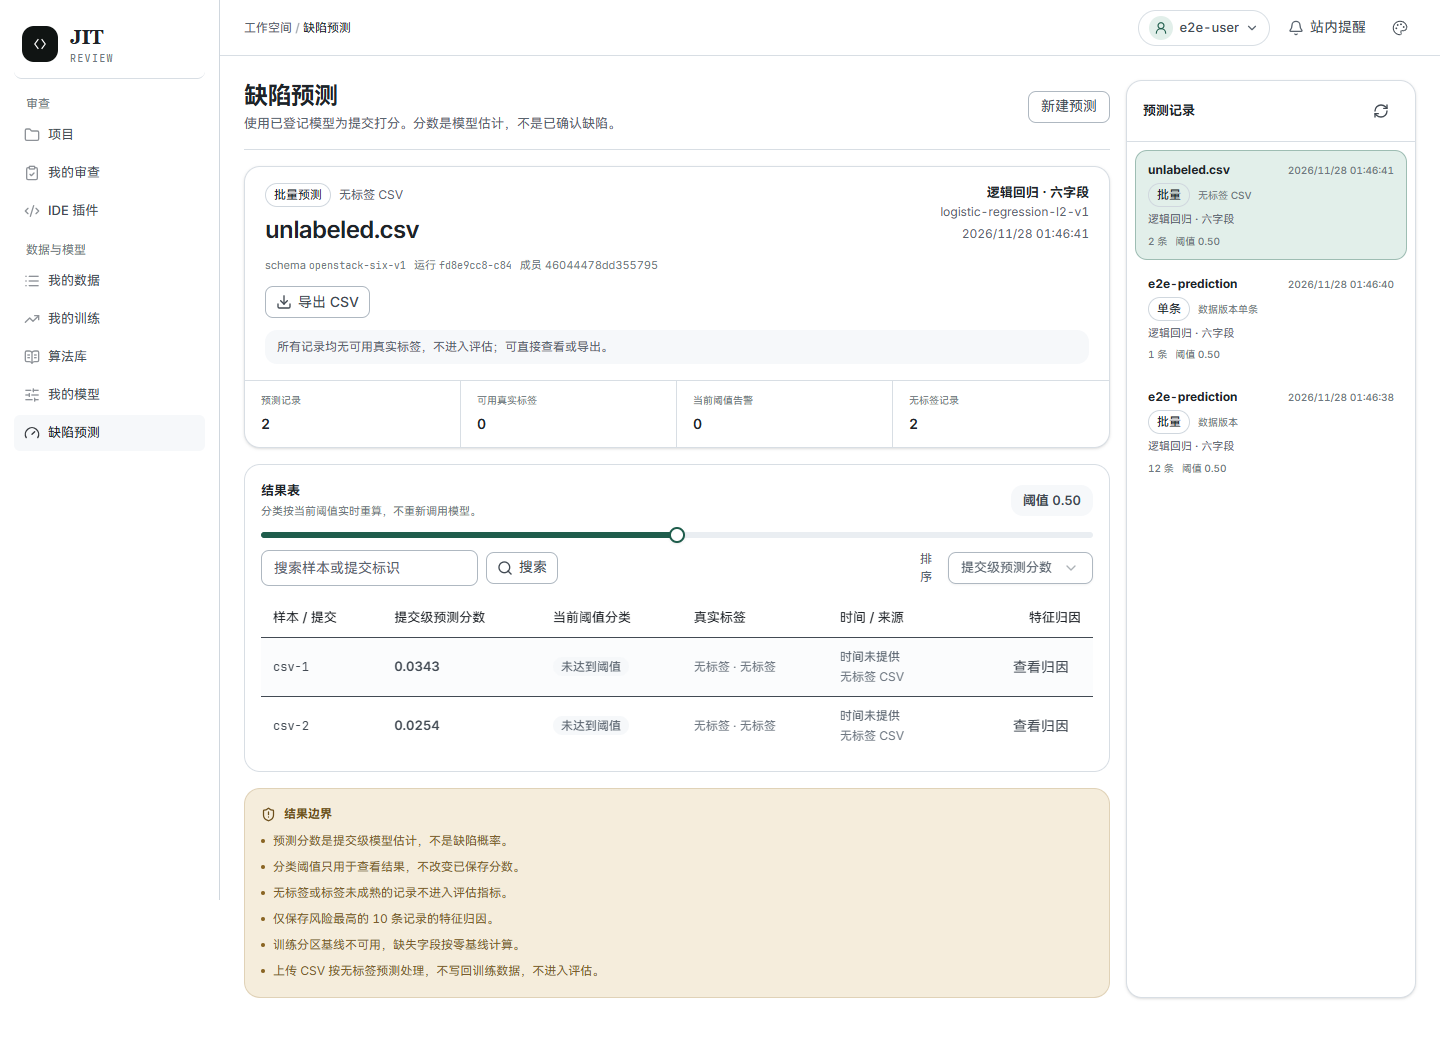 JIT
REVIEW
审查
项目
我的审查
IDE 插件
数据与模型
我的数据
我的训练
算法库
我的模型
缺陷预测
工作空间 / 缺陷预测
e2e-user
站内提醒
缺陷预测
使用已登记模型为提交打分。分数是模型估计，不是已确认缺陷。
新建预测
批量预测 无标签 CSV
unlabeled.csv
逻辑回归 · 六字段
logistic-regression-l2-v1
2026/11/28 01:46:41
schema openstack-six-v1 运行 fd8e9cc8-c84 成员 46044478dd355795
导出 CSV
所有记录均无可用真实标签，不进入评估；可直接查看或导出。
预测记录
2
可用真实标签
0
当前阈值告警
0
无标签记录
2
结果表
分类按当前阈值实时重算，不重新调用模型。
阈值 0.50
搜索样本或提交标识
搜索
排序
提交级预测分数
样本 / 提交 提交级预测分数 当前阈值分类 真实标签 时间 / 来源 特征归因
csv-1 0.0343 未达到阈值 无标签 · 无标签 时间未提供 无标签 CSV 查看归因
csv-2 0.0254 未达到阈值 无标签 · 无标签 时间未提供 无标签 CSV 查看归因
结果边界
预测分数是提交级模型估计，不是缺陷概率。
分类阈值只用于查看结果，不改变已保存分数。
无标签或标签未成熟的记录不进入评估指标。
仅保存风险最高的 10 条记录的特征归因。
训练分区基线不可用，缺失字段按零基线计算。
上传 CSV 按无标签预测处理，不写回训练数据，不进入评估。
预测记录
unlabeled.csv 2026/11/28 01:46:41
批量 无标签 CSV
逻辑回归 · 六字段
2 条 阈值 0.50
e2e-prediction 2026/11/28 01:46:40
单条 数据版本单条
逻辑回归 · 六字段
1 条 阈值 0.50
e2e-prediction 2026/11/28 01:46:38
批量 数据版本
逻辑回归 · 六字段
12 条 阈值 0.50